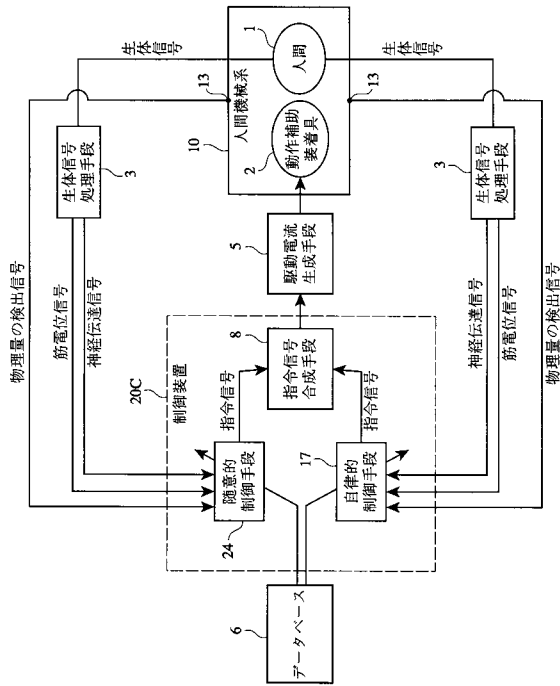 生体信号
1
人間
生体信号
13
人間機械系
13
10
動作補助
装着具
2
生体信号
処理手段
3
生体信号
処理手段
3
5
駆動電流
生成手段
物理量の検出信号
筋電位信号
神経伝達信号
20C
制御装置
8
指令信号
合成手段
指令信号
指令信号
神経伝達信号
筋電位信号
物理量の検出信号
随意的
制御手段
24
17
自律的
制御手段
6
データベース